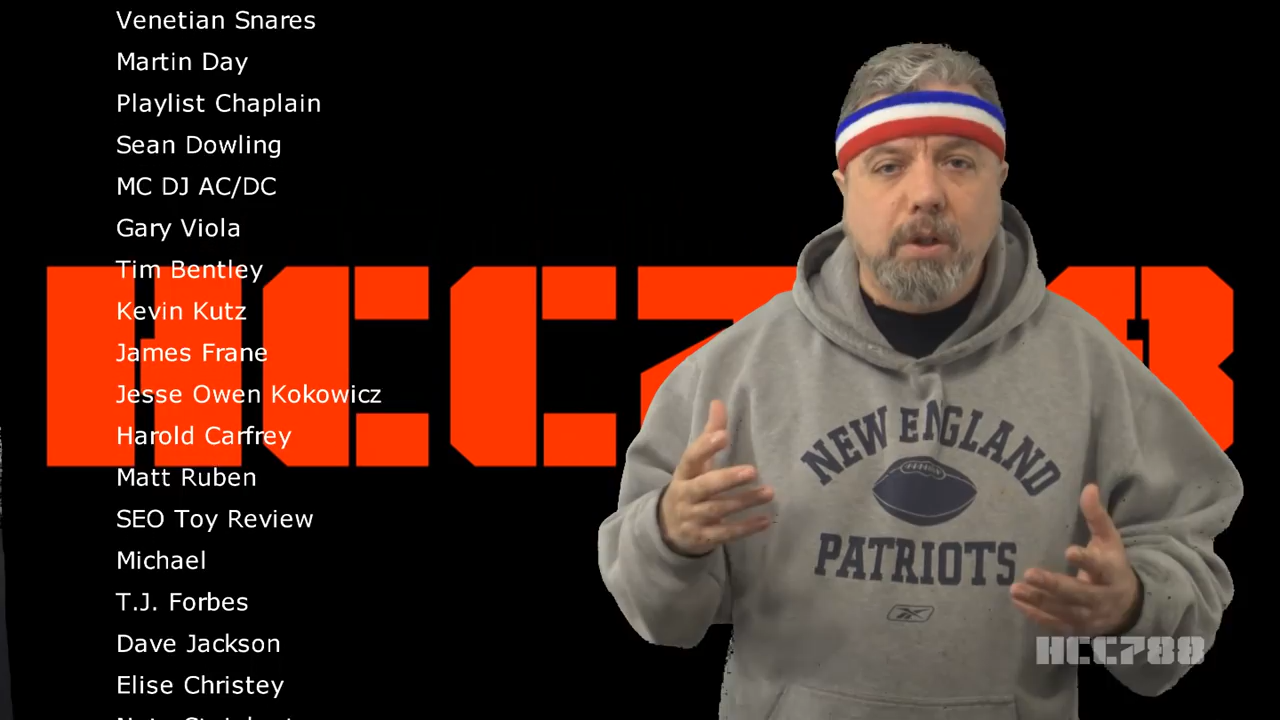 Venetian Snares
Martin Day
Playlist Chaplain
Sean Dowling
MC DJ AC/DC
Gary Viola
Tim Bentley
Kevin Kutz
James Frane
Jesse Owen Kokowicz
Harold Carfrey
Matt Ruben
SEO Toy Review
Michael
T.J. Forbes
Dave Jackson
Elise Christey
HCC788
NEW ENGLAND
PATRIOTS
HCC788